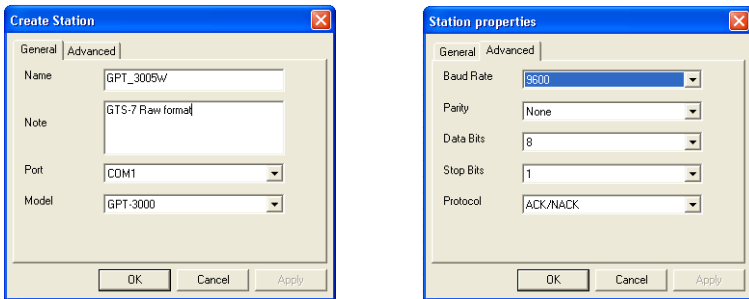 Create Station
General Advanced
Name GPT_3005W
Note GTS-7 Raw format
Port COM1
Model GPT-3000
OK Cancel Apply
Station properties
General Advanced
Baud Rate 9600
Parity None
Data Bits 8
Stop Bits 1
Protocol ACK/NACK
OK Cancel Apply